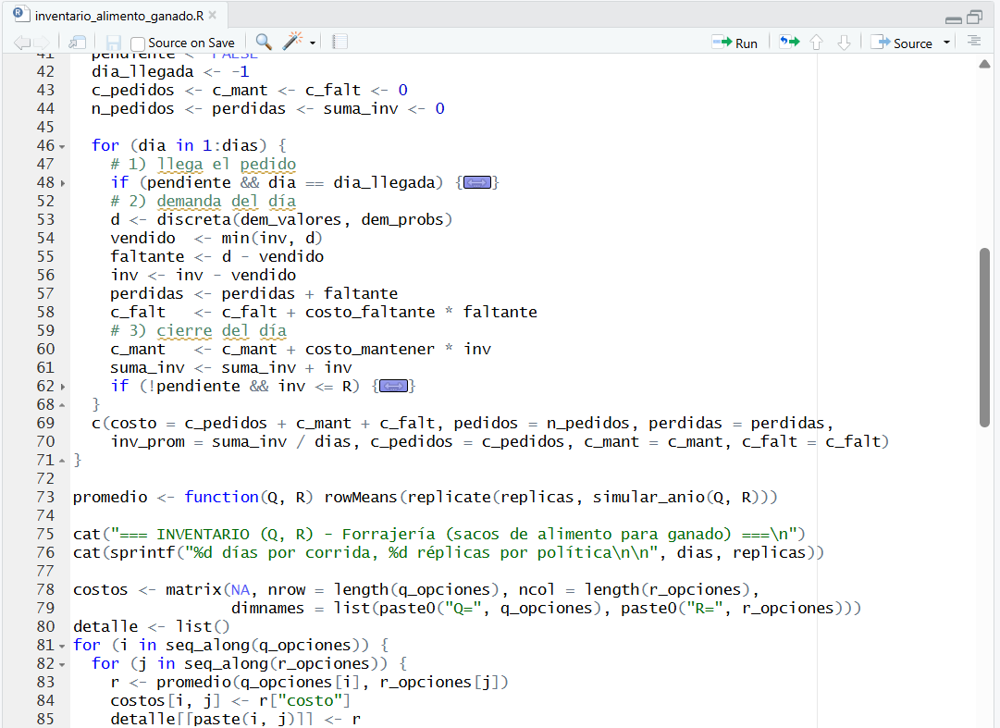 inventario_alimento_ganado.R
Source on Save Run Source
41 pendiente <- FALSE
42 dia_llegada <- -1
43 c_pedidos <- c_mant <- c_falt <- 0
44 n_pedidos <- perdidas <- suma_inv <- 0
45
46 for (dia in 1:dias) {
47 # 1) llega el pedido
48 if (pendiente && dia == dia_llegada) {}
52 # 2) demanda del día
53 d <- discreta(dem_valores, dem_probs)
54 vendido <- min(inv, d)
55 faltante <- d - vendido
56 inv <- inv - vendido
57 perdidas <- perdidas + faltante
58 c_falt <- c_falt + costo_faltante * faltante
59 # 3) cierre del día
60 c_mant <- c_mant + costo_mantener * inv
61 suma_inv <- suma_inv + inv
62 if (!pendiente && inv <= R) {}
68 }
69 c(costo = c_pedidos + c_mant + c_falt, pedidos = n_pedidos, perdidas = perdidas,
70 inv_prom = suma_inv / dias, c_pedidos = c_pedidos, c_mant = c_mant, c_falt = c_falt)
71 }
72
73 promedio <- function(Q, R) rowMeans(replicate(replicas, simular_anio(Q, R)))
74
75 cat("=== INVENTARIO (Q, R) - Forrajería (sacos de alimento para ganado) ===\n")
76 cat(sprintf("%d días por corrida, %d réplicas por política\n\n", dias, replicas))
77
78 costos <- matrix(NA, nrow = length(q_opciones), ncol = length(r_opciones),
79 dimnames = list(paste0("Q=", q_opciones), paste0("R=", r_opciones)))
80 detalle <- list()
81 for (i in seq_along(q_opciones)) {
82 for (j in seq_along(r_opciones)) {
83 r <- promedio(q_opciones[i], r_opciones[j])
84 costos[i, j] <- r["costo"]
85 detalle[[paste(i, j)]] <- r